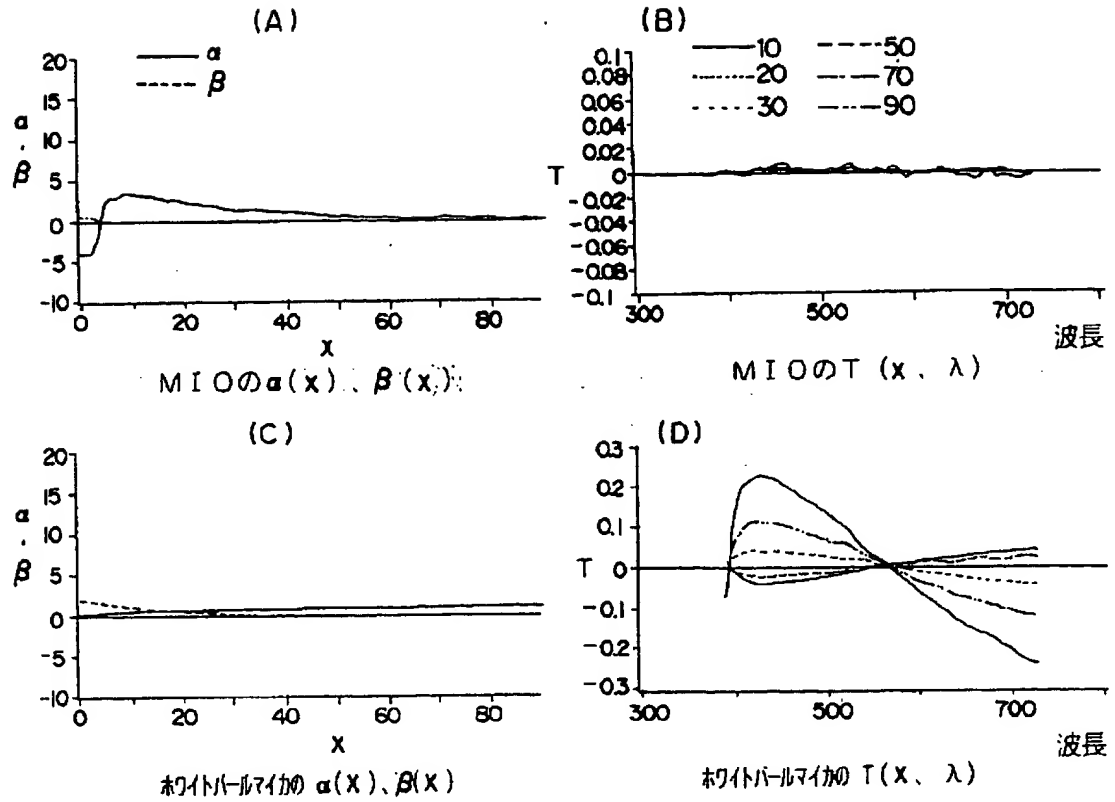 (A)
α
β
20
15
10
5
0
-5
-10
α
・
β
0
20
40
60
80
X
MIOのα(x)、β(x)
(B)
10
20
30
50
70
90
0.1
0.08
0.06
0.04
0.02
0
-0.02
-0.04
-0.06
-0.08
-0.1
T
300
500
700
波長
MIOのT(x、λ)
(C)
20
15
10
5
0
-5
-10
α
・
β
0
20
40
60
80
X
ホワイトパールマイカの α(X)、β(X)
(D)
0.3
0.2
0.1
0
-0.1
-0.2
-0.3
T
300
500
700
波長
ホワイトパールマイカの T(X、λ)